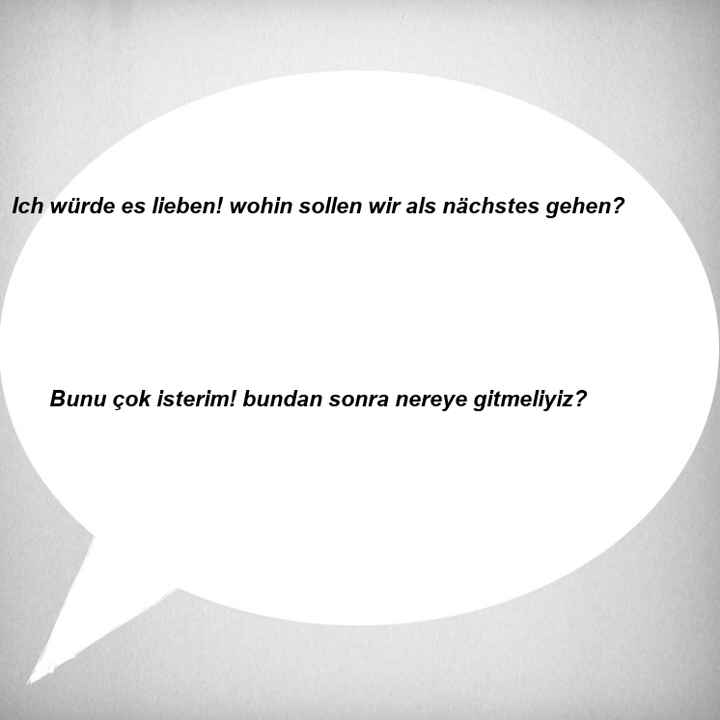 Ich würde es lieben! wohin sollen wir als nächstes gehen?
Bunu çok isterim! bundan sonra nereye gitmeliyiz?